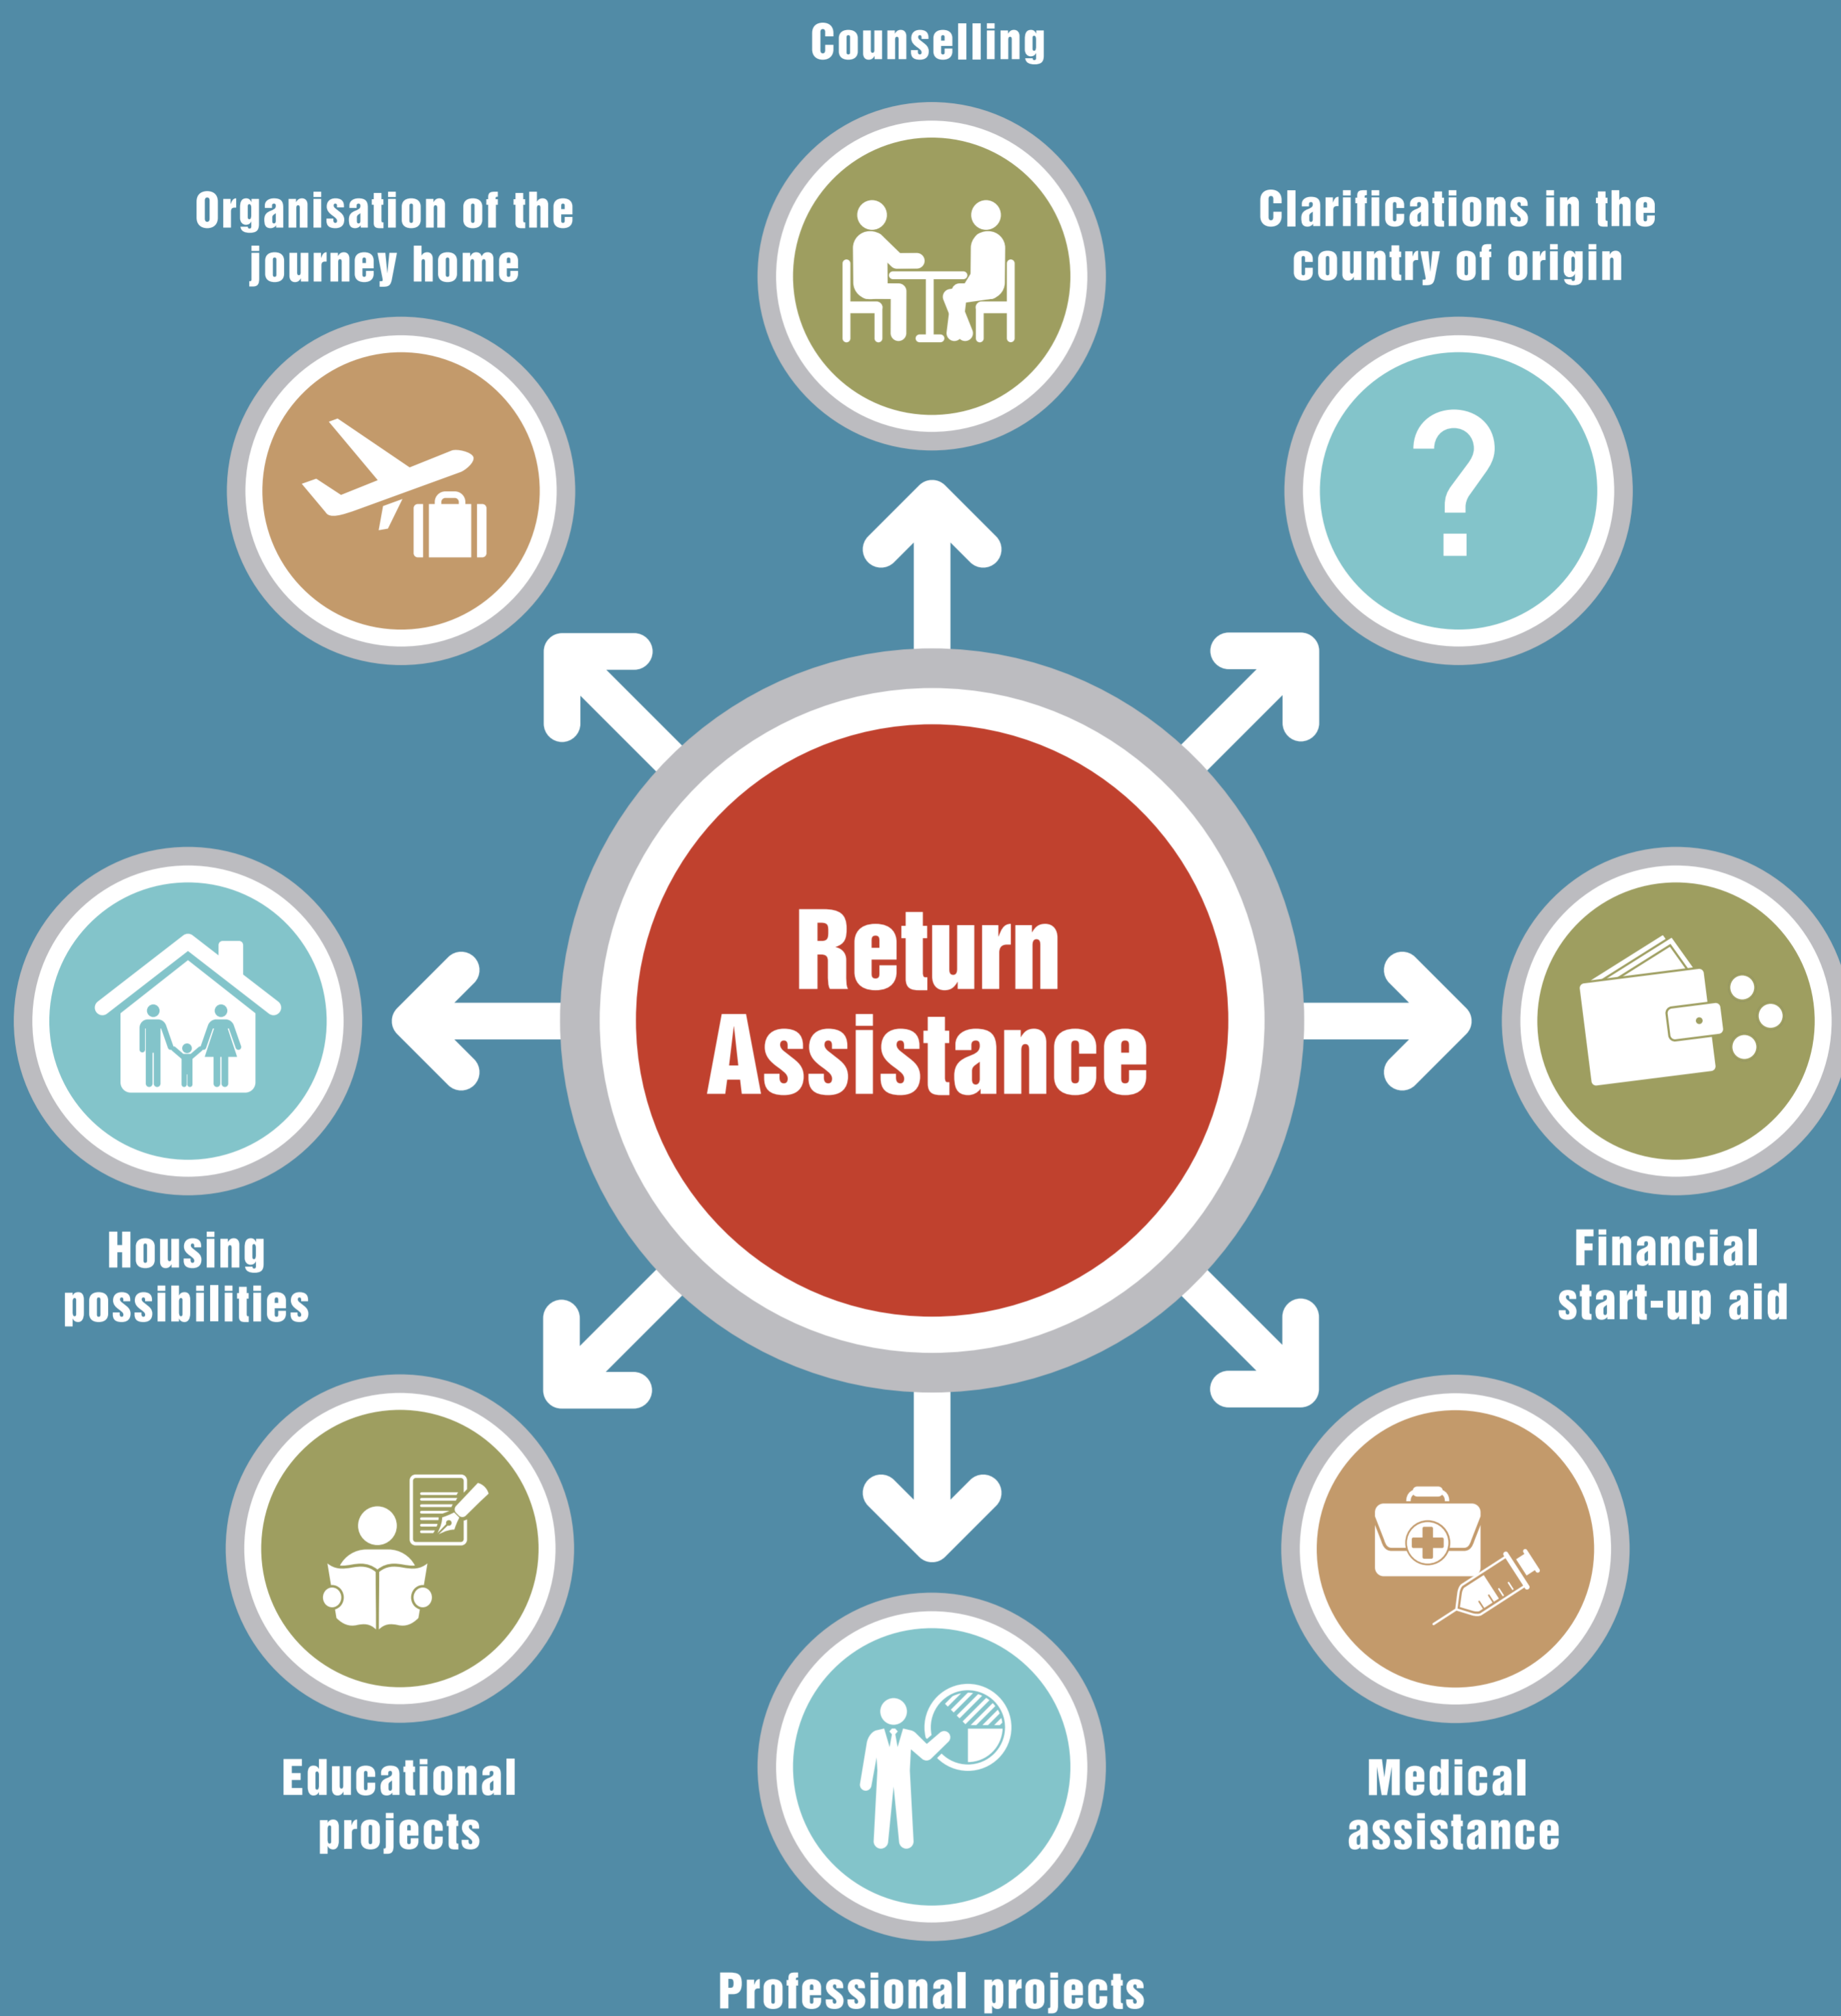 Counselling
Organisation of the
journey home
Clarifications in the
country of origin
Return
Assistance
Housing
possibilities
Financial
start-up aid
Educational
projects
Medical
assistance
Professional projects